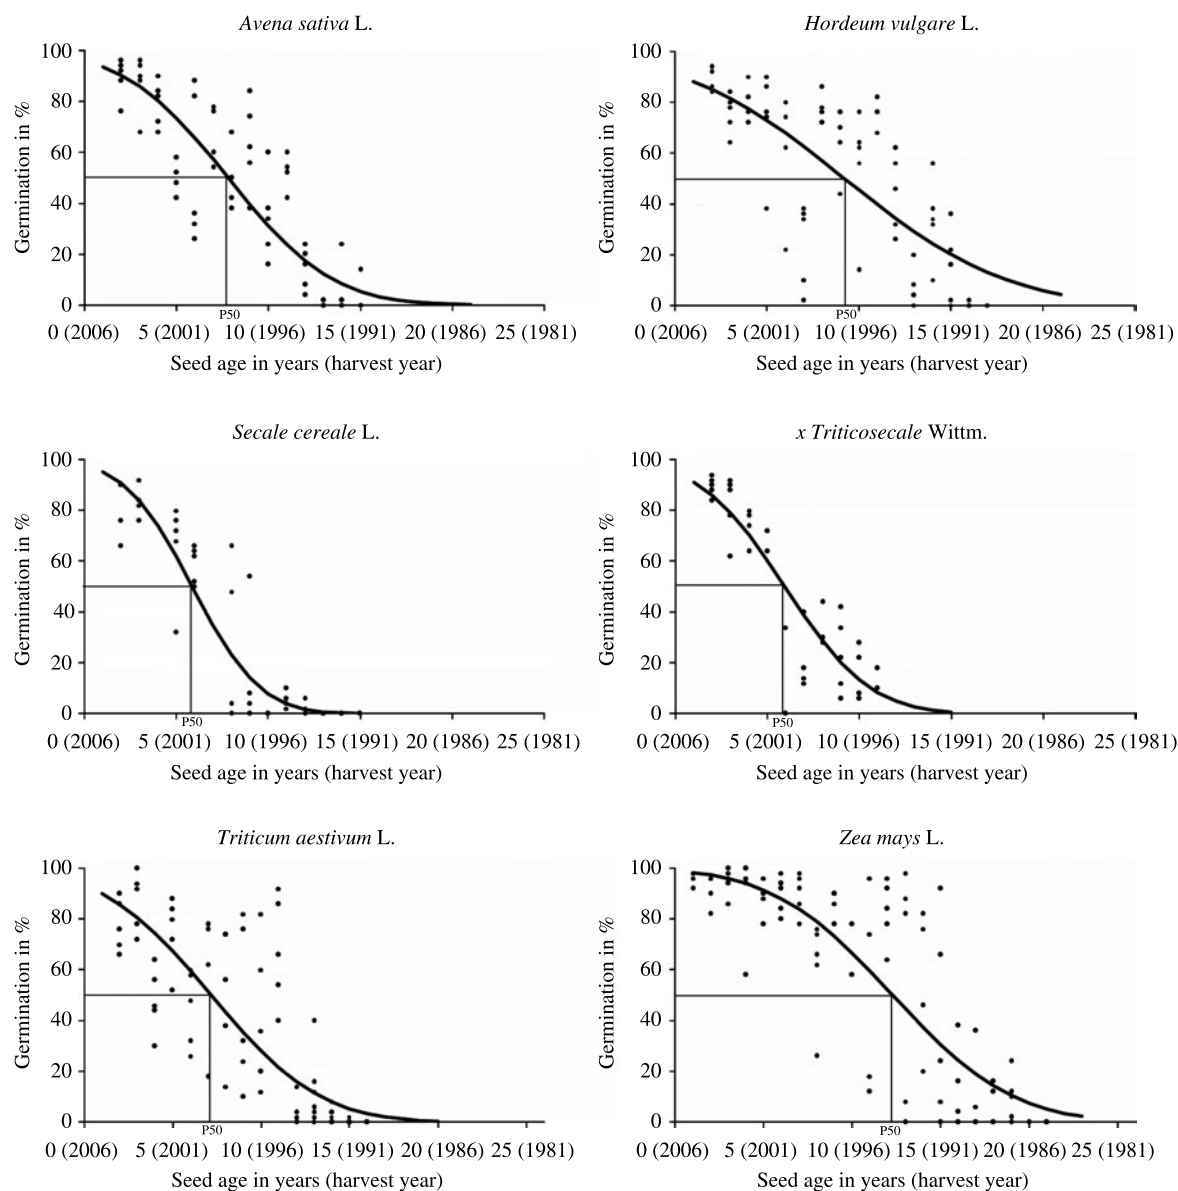 Avena sativa L.
Germination in %
100
80
60
40
20
0
P50
0 (2006) 5 (2001) 10 (1996) 15 (1991) 20 (1986) 25 (1981)
Seed age in years (harvest year)
Hordeum vulgare L.
Germination in %
100
80
60
40
20
0
P50
0 (2006) 5 (2001) 10 (1996) 15 (1991) 20 (1986) 25 (1981)
Seed age in years (harvest year)
Secale cereale L.
Germination in %
100
80
60
40
20
0
P50
0 (2006) 5 (2001) 10 (1996) 15 (1991) 20 (1986) 25 (1981)
Seed age in years (harvest year)
x Triticosecale Wittm.
Germination in %
100
80
60
40
20
0
P50
0 (2006) 5 (2001) 10 (1996) 15 (1991) 20 (1986) 25 (1981)
Seed age in years (harvest year)
Triticum aestivum L.
Germination in %
100
80
60
40
20
0
P50
0 (2006) 5 (2001) 10 (1996) 15 (1991) 20 (1986) 25 (1981)
Seed age in years (harvest year)
Zea mays L.
Germination in %
100
80
60
40
20
0
P50
0 (2006) 5 (2001) 10 (1996) 15 (1991) 20 (1986) 25 (1981)
Seed age in years (harvest year)